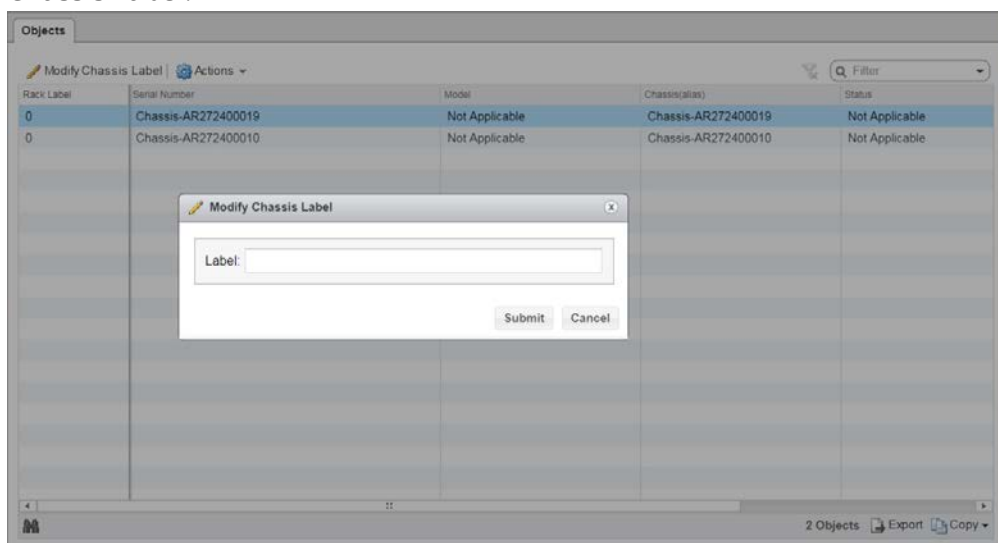 Objects
Modify Chassis Label | Actions
Filter
Rack Label Serial Number Model Chassis(alias) Status
0 Chassis-AR272400019 Not Applicable Chassis-AR272400019 Not Applicable
0 Chassis-AR272400010 Not Applicable Chassis-AR272400010 Not Applicable
Modify Chassis Label
Label:
Submit Cancel
2 Objects Export Copy